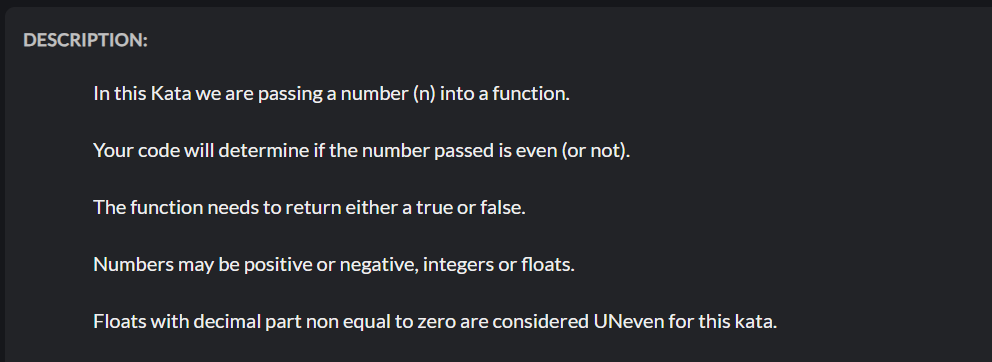 DESCRIPTION:
In this Kata we are passing a number (n) into a function.
Your code will determine if the number passed is even (or not).
The function needs to return either a true or false.
Numbers may be positive or negative, integers or floats.
Floats with decimal part non equal to zero are considered UNeven for this kata.